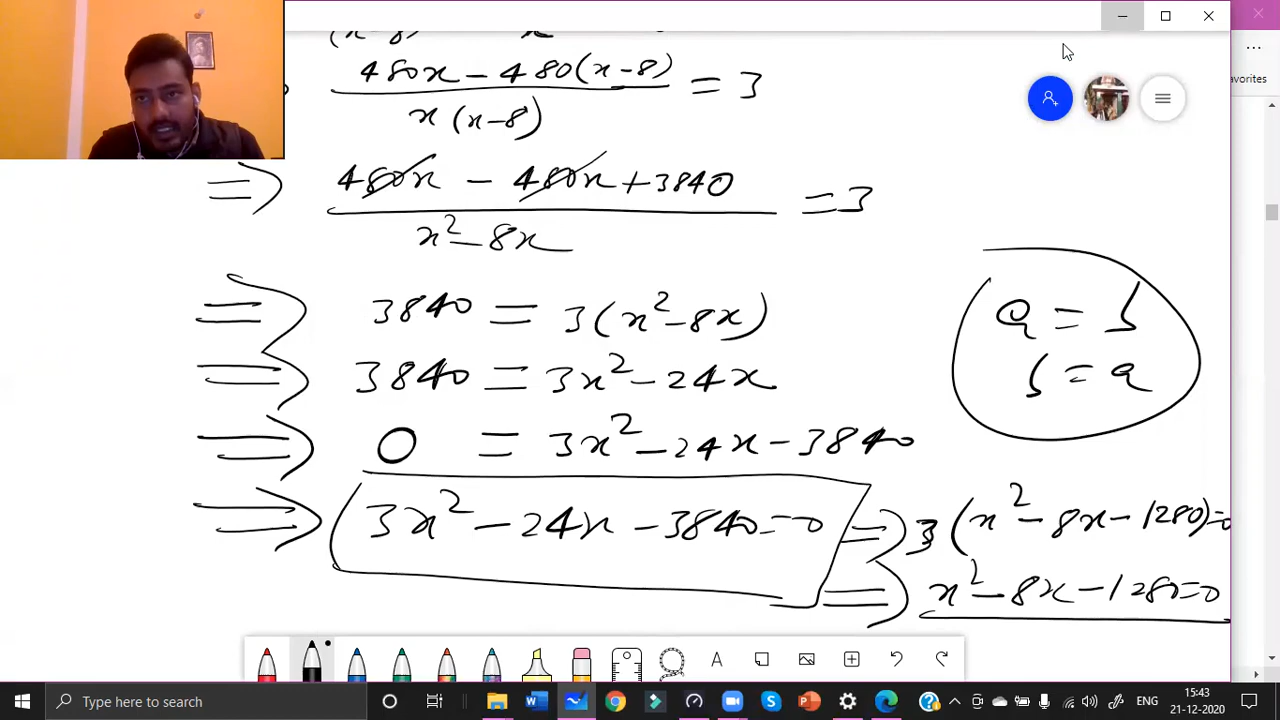 480x - 480(x-8) / x(x-8) = 3
⇒ 480x - 480x + 3840 / x² - 8x = 3
⇒ 3840 = 3(x² - 8x)
⇒ 3840 = 3x² - 24x
⇒ 0 = 3x² - 24x - 3840
⇒ 3x² - 24x - 3840 = 0 ⇒ 3(x² - 8x - 1280) = 0
⇒ x² - 8x - 1280 = 0
a = b
b = a
...
vorites
A
Type here to search
ENG
15:43
21-12-2020